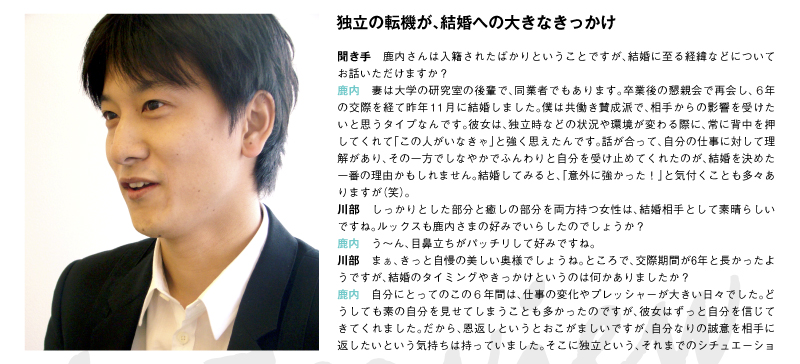 独立の転機が、結婚への大きなきっかけ
聞き手　鹿内さんは入籍されたばかりということですが、結婚に至る経緯などについて
お話いただけますか？
鹿内　妻は大学の研究室の後輩で、同業者でもあります。卒業後の懇親会で再会し、6年
の交際を経て昨年11月に結婚しました。僕は共働き賛成派で、相手からの影響を受けた
いと思うタイプなんです。彼女は、独立時などの状況や環境が変わる際に、常に背中を押
してくれて「この人がいなきゃ」と強く思えたんです。話が合って、自分の仕事に対して理
解があり、その一方でしなやかでふんわりと自分を受け止めてくれたのが、結婚を決めた
一番の理由かもしれません。結婚してみると、「意外に強かった！」と気付くことも多々あ
りますが（笑）。
川部　しっかりとした部分と癒しの部分を両方持つ女性は、結婚相手として素晴らしい
ですね。ルックスも鹿内さまの好みでいらしたのでしょうか？
鹿内　う～ん、目鼻立ちがパッチリして好みですね。
川部　まぁ、きっと自慢の美しい奥様でしょうね。ところで、交際期間が6年と長かったよ
うですが、結婚のタイミングやきっかけというのは何かありましたか？
鹿内　自分にとってのこの６年間は、仕事の変化やプレッシャーが大きい日々でした。ど
うしても素の自分を見せてしまうことも多かったのですが、彼女はずっと自分を信じて
きてくれました。だから、恩返しというとおこがましいですが、自分なりの誠意を相手に
返したいという気持ちは持っていました。そこに独立という、それまでのシチュエーショ